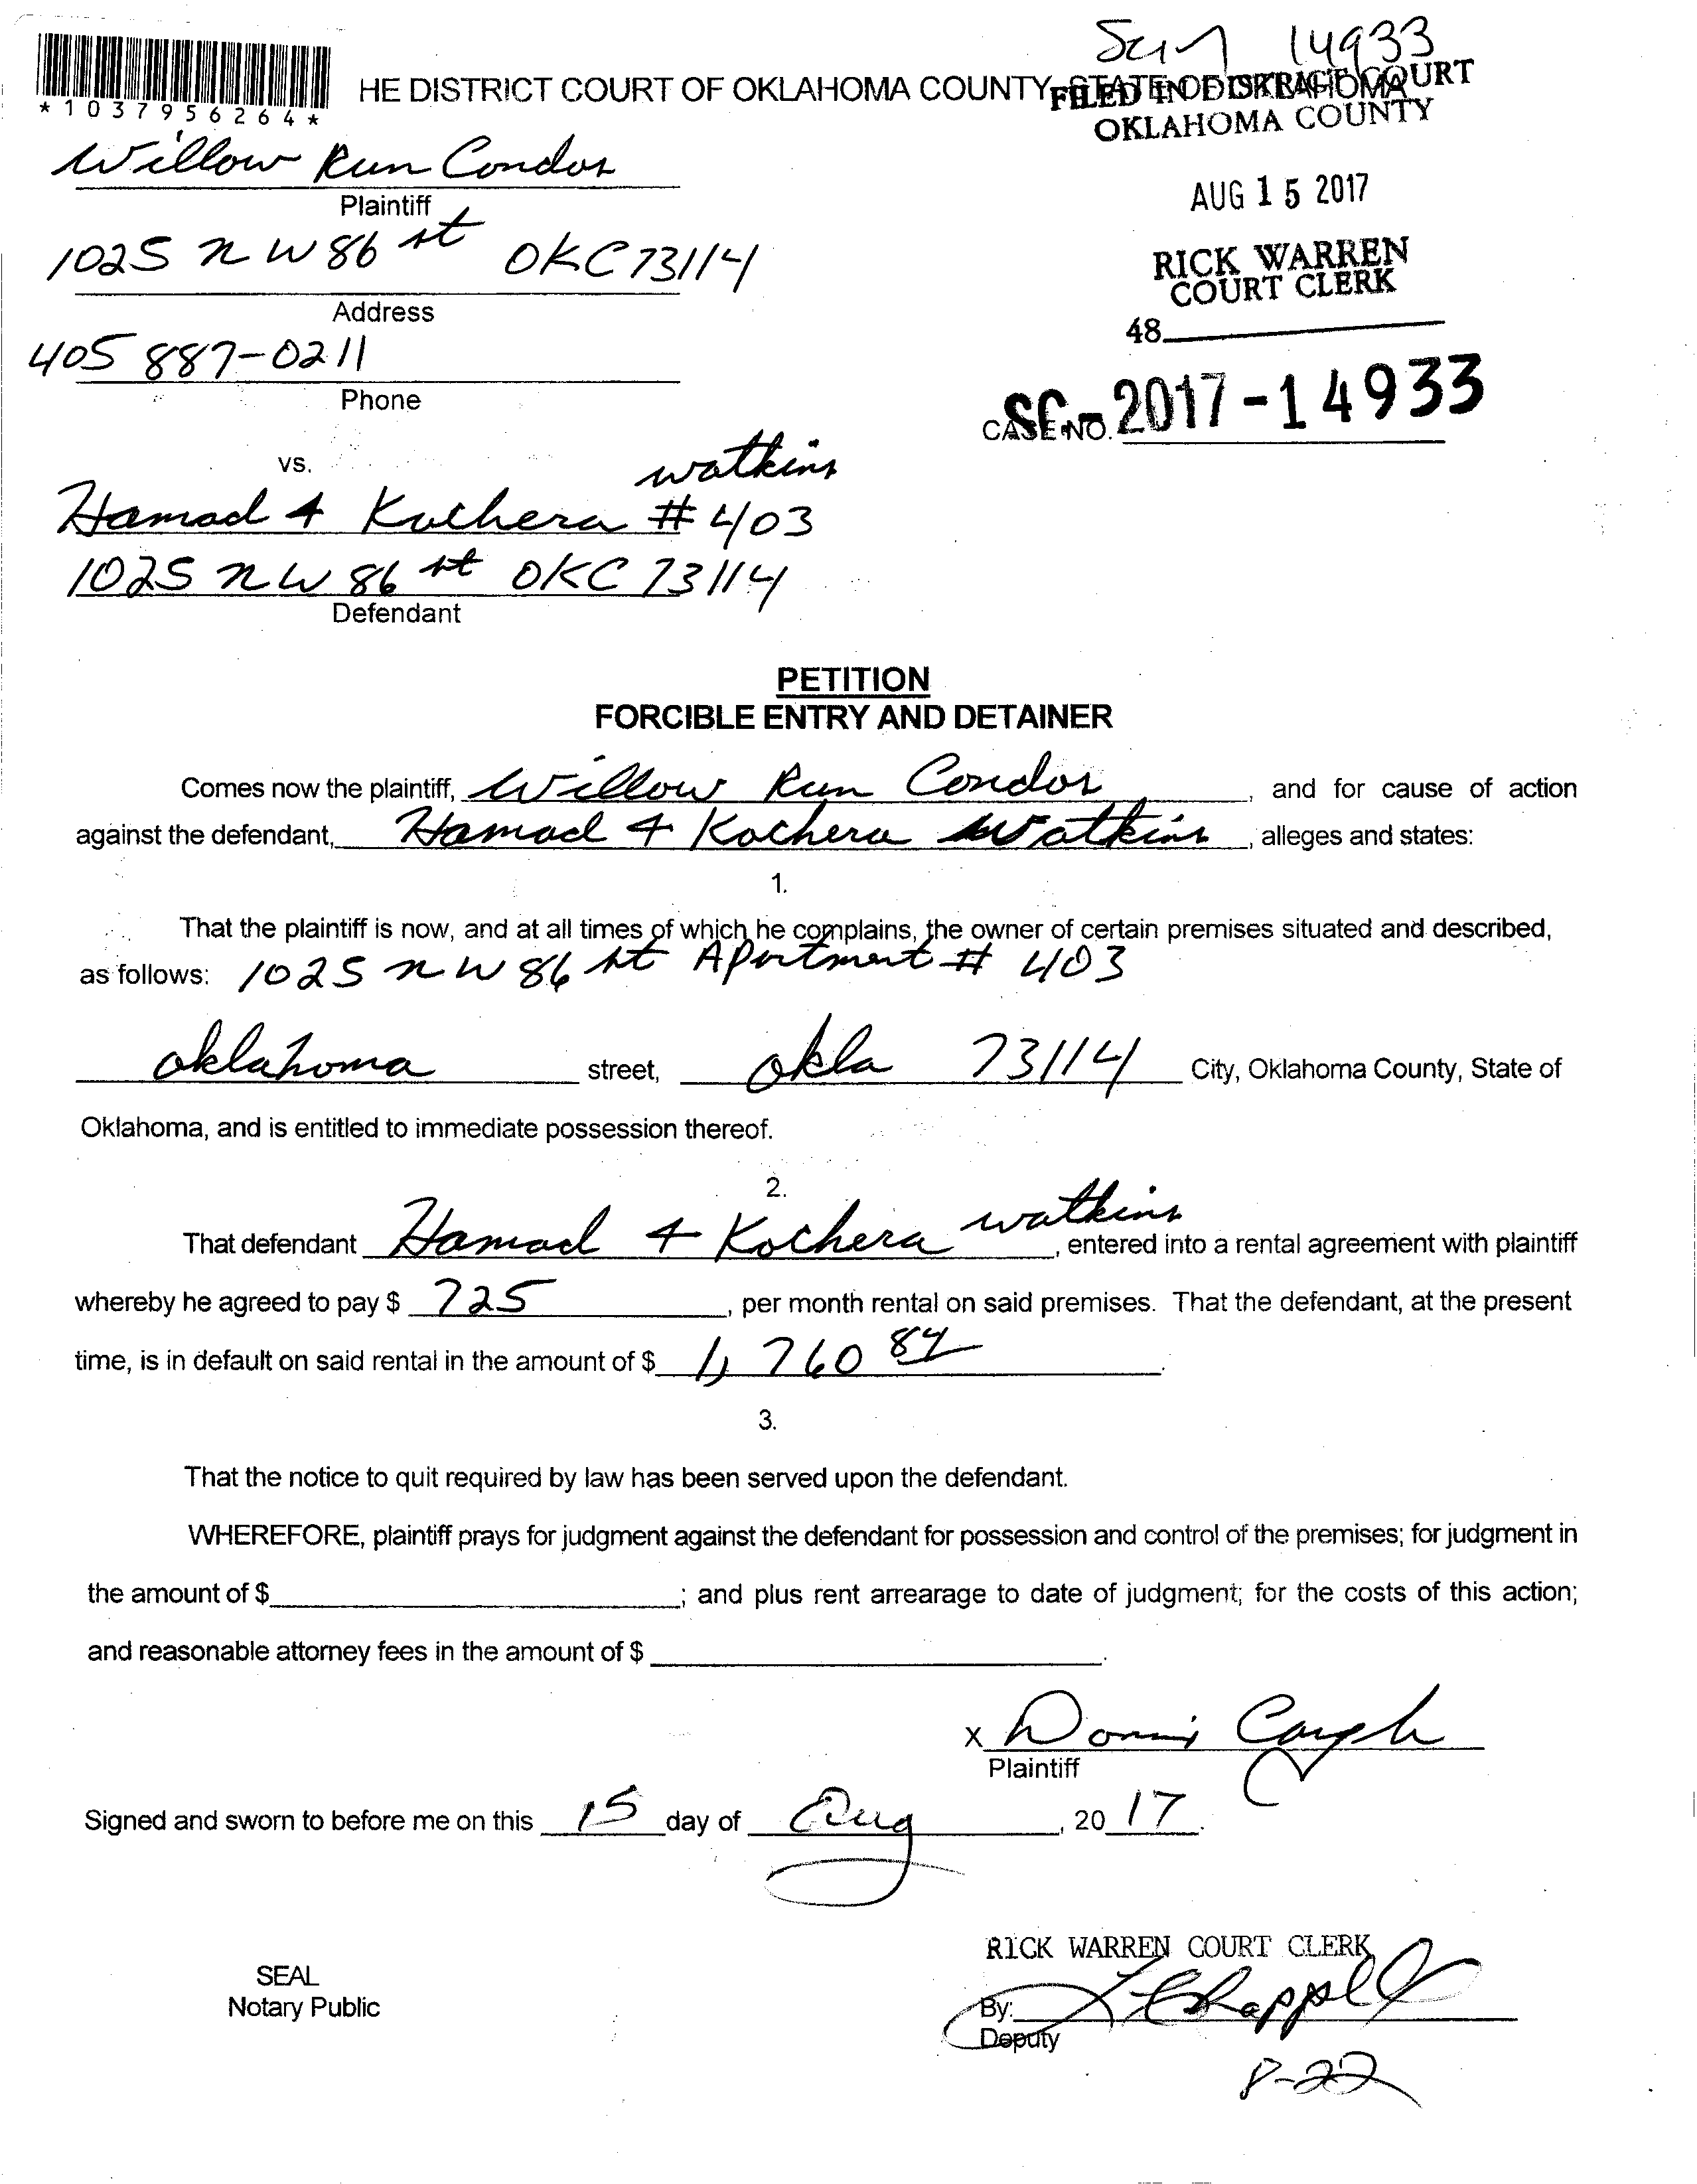 14933
*1037956264*
HE DISTRICT COURT OF OKLAHOMA COUNTY, STATE OF OKLAHOMA
FILED IN DISTRICT COURT
OKLAHOMA COUNTY
Willow Run Condos
Plaintiff
AUG 15 2017
1025 NW 86 st OKC 73114
Address
RICK WARREN
COURT CLERK
405 887-0211
Phone
48
CASE NO. SC-2017-14933
vs.
watkins
Hamad & Kochera #403
1025 NW 86 st OKC 73114
Defendant
PETITION
FORCIBLE ENTRY AND DETAINER
Comes now the plaintiff, Willow Run Condos, and for cause of action
against the defendant, Hamad & Kochera Watkins, alleges and states:
1.
That the plaintiff is now, and at all times of which he complains, the owner of certain premises situated and described,
as follows: 1025 NW 86 st Apartment # 403
oklahoma street, okla 73114 City, Oklahoma County, State of
Oklahoma, and is entitled to immediate possession thereof.
2.
That defendant Hamad & Kochera watkins, entered into a rental agreement with plaintiff
whereby he agreed to pay $ 725, per month rental on said premises. That the defendant, at the present
time, is in default on said rental in the amount of $ 1,760 84.
3.
That the notice to quit required by law has been served upon the defendant.
WHEREFORE, plaintiff prays for judgment against the defendant for possession and control of the premises; for judgment in
the amount of $ ; and plus rent arrearage to date of judgment; for the costs of this action;
and reasonable attorney fees in the amount of $ .
X
Plaintiff
Signed and sworn to before me on this 15 day of Aug, 20 17.
RICK WARREN COURT CLERK
SEAL
Notary Public
By: Chappell
Deputy
8-22